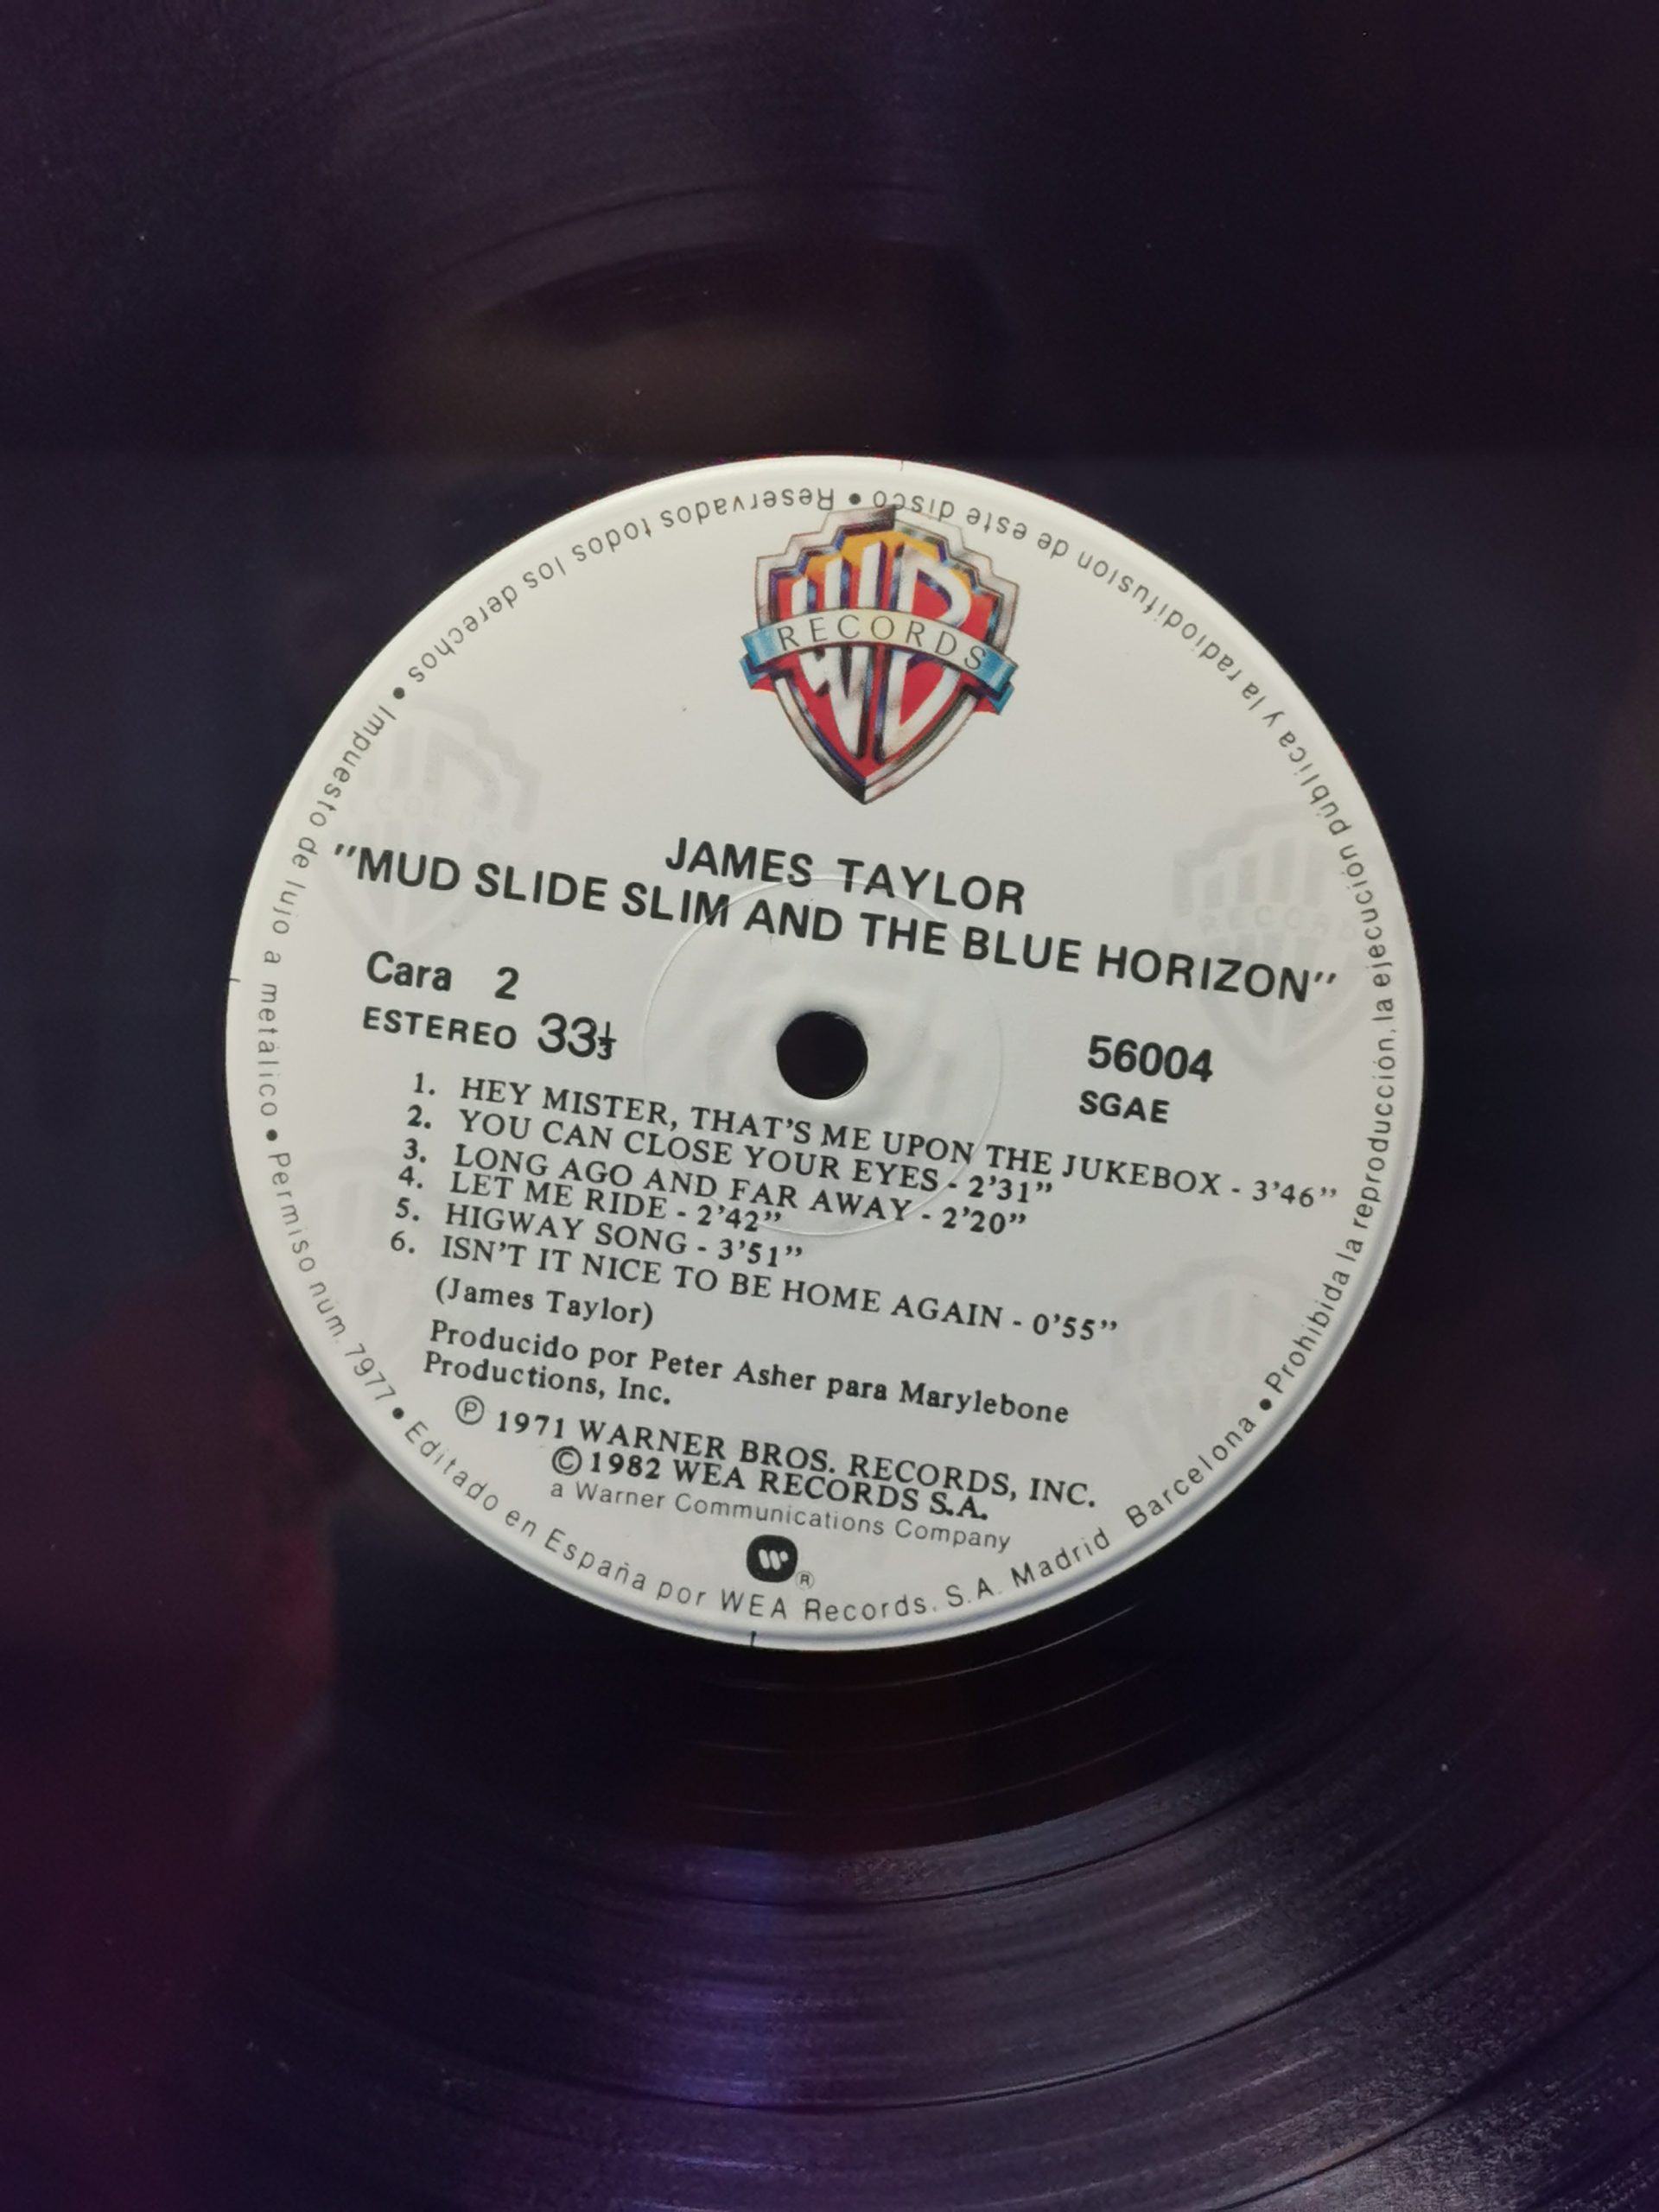 WB
RECORDS
JAMES TAYLOR
"MUD SLIDE SLIM AND THE BLUE HORIZON"
Cara 2
ESTEREO 33⅓
56004
SGAE
1. HEY MISTER, THAT'S ME UPON THE JUKEBOX - 3'46"
2. YOU CAN CLOSE YOUR EYES - 2'31"
3. LONG AGO AND FAR AWAY - 2'20"
4. LET ME RIDE - 2'42"
5. HIGWAY SONG - 3'51"
6. ISN'T IT NICE TO BE HOME AGAIN - 0'55"
(James Taylor)
Producido por Peter Asher para Marylebone
Productions, Inc.
℗ 1971 WARNER BROS. RECORDS, INC.
© 1982 WEA RECORDS S.A.
a Warner Communications Company
®
Reservados todos los derechos • Impuesto de lujo a metálico • Permiso núm. 7977 • Editado en España por WEA Records. S.A. Madrid Barcelona • Prohibida la reproducción, la ejecución pública y la radiodifusion de este disco •